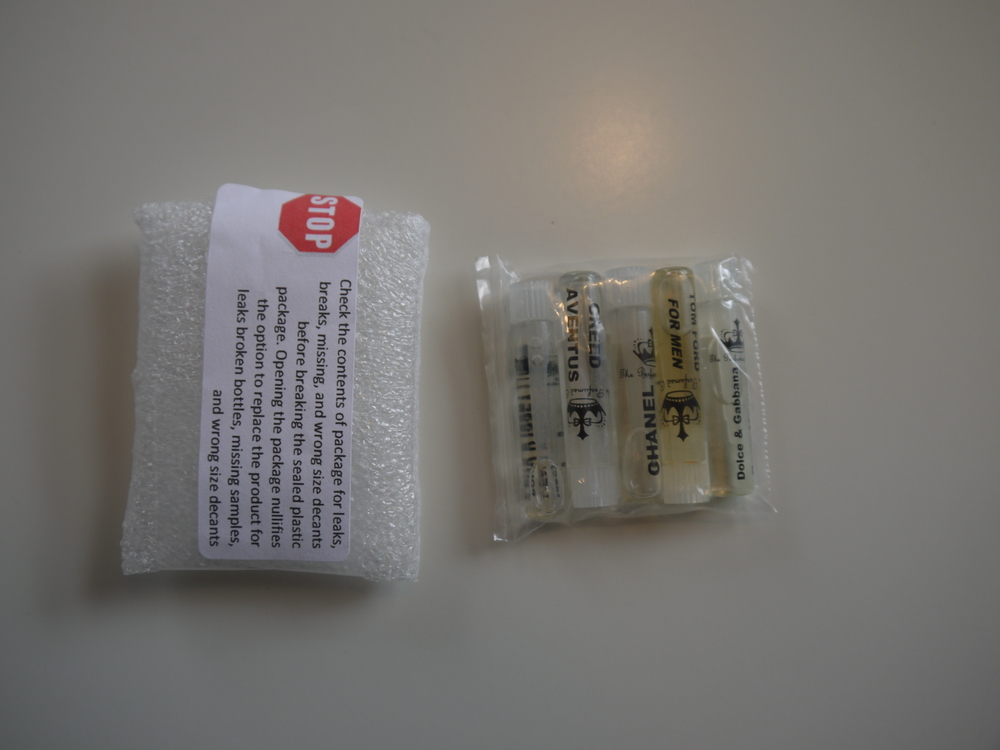 STOP
Check the contents of package for leaks,
breaks, missing, and wrong size decants
before breaking the sealed plastic
package. Opening the package nullifies
the option to replace the product for
leaks broken bottles, missing samples,
and wrong size decants
CREED
AVENTUS
CHANEL
TOM FORD
FOR MEN
Dolce & Gabbana